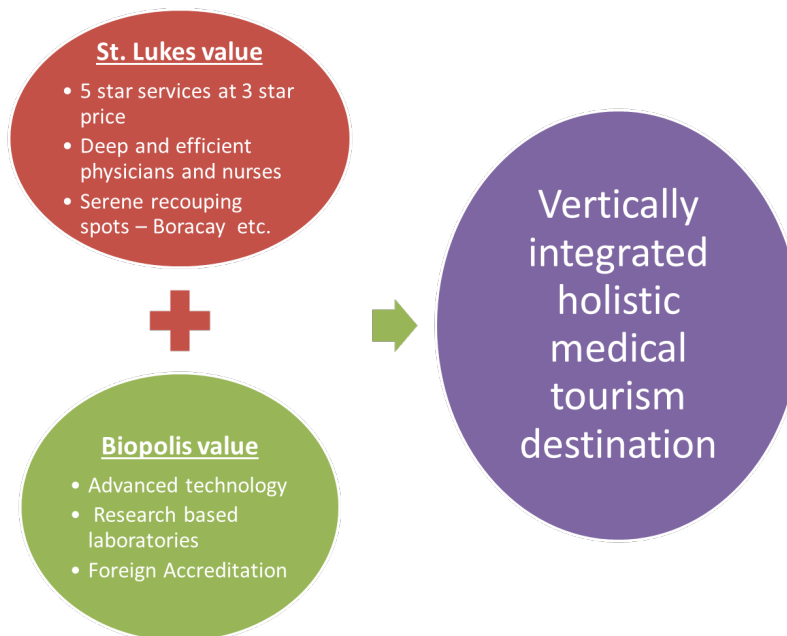 St. Lukes value
• 5 star services at 3 star
price
• Deep and efficient
physicians and nurses
• Serene recouping
spots – Boracay etc.
Biopolis value
• Advanced technology
• Research based
laboratories
• Foreign Accreditation
Vertically
integrated
holistic
medical
tourism
destination